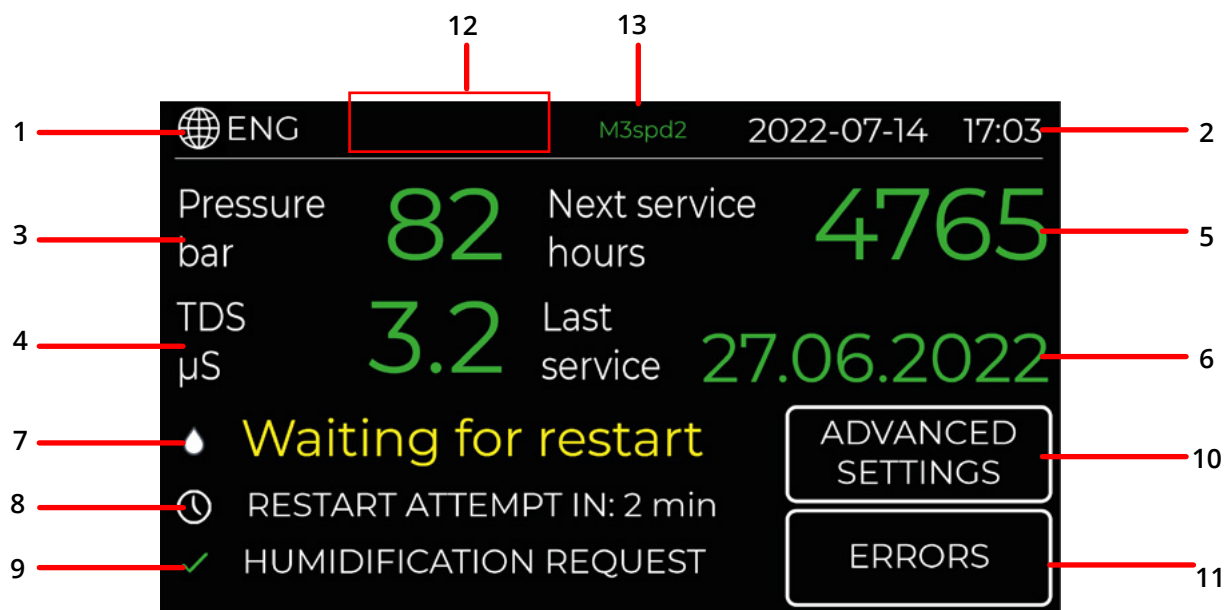 12
13
1
ENG
M3spd2
2022-07-14 17:03
2
3
Pressure
bar
82
Next service
hours
4765
5
4
TDS
µS
3.2
Last
service
27.06.2022
6
7
Waiting for restart
ADVANCED
SETTINGS
10
8
RESTART ATTEMPT IN: 2 min
9
HUMIDIFICATION REQUEST
ERRORS
11